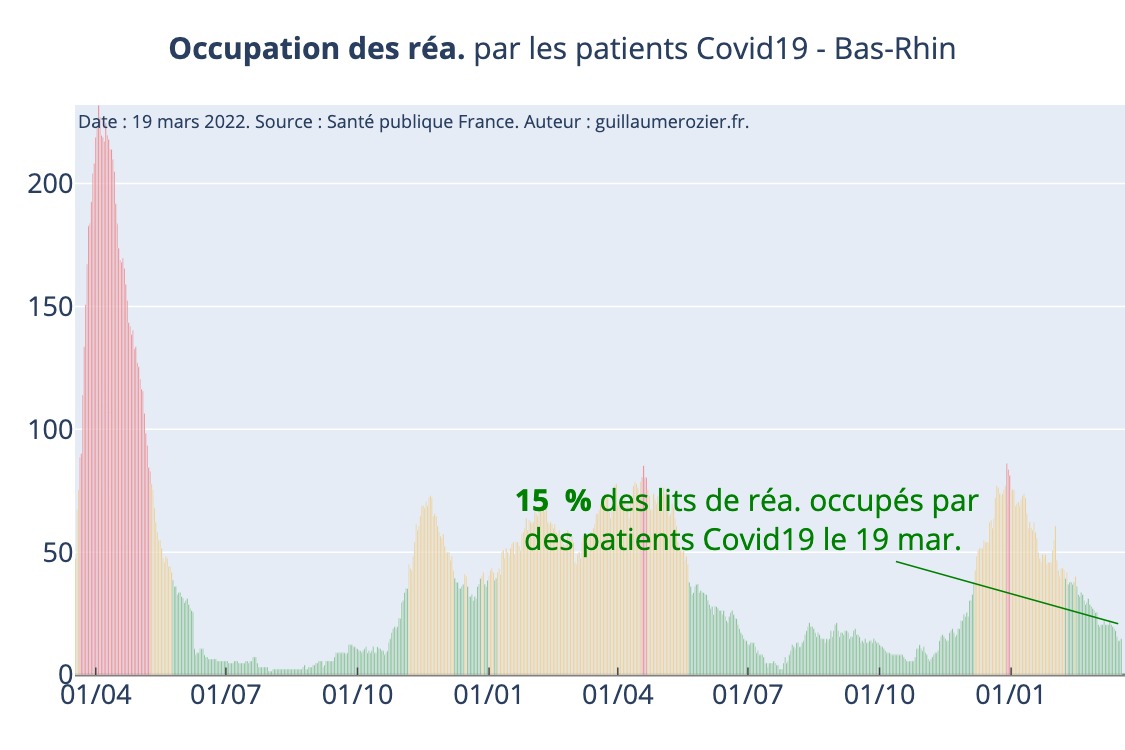 Occupation des réa. par les patients Covid19 - Bas-Rhin
Date : 19 mars 2022. Source : Santé publique France. Auteur : guillaumerozier.fr.
200
150
100
50
0
15 % des lits de réa. occupés par
des patients Covid19 le 19 mar.
01/04 01/07 01/10 01/01 01/04 01/07 01/10 01/01